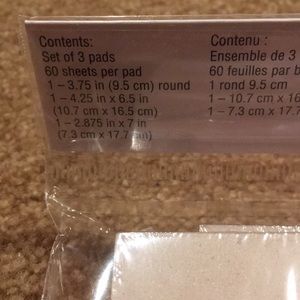 Contents:
Set of 3 pads
60 sheets per pad
1 – 3.75 in (9.5 cm) round
1 – 4.25 in x 6.5 in
(10.7 cm x 16.5 cm)
1 – 2.875 in x 7 in
(7.3 cm x 17.7 cm)
Contenu :
Ensemble de 3
60 feuilles par b
1 rond 9.5 cm
1 – 10.7 cm x 16
1 – 7.3 cm x 17.7